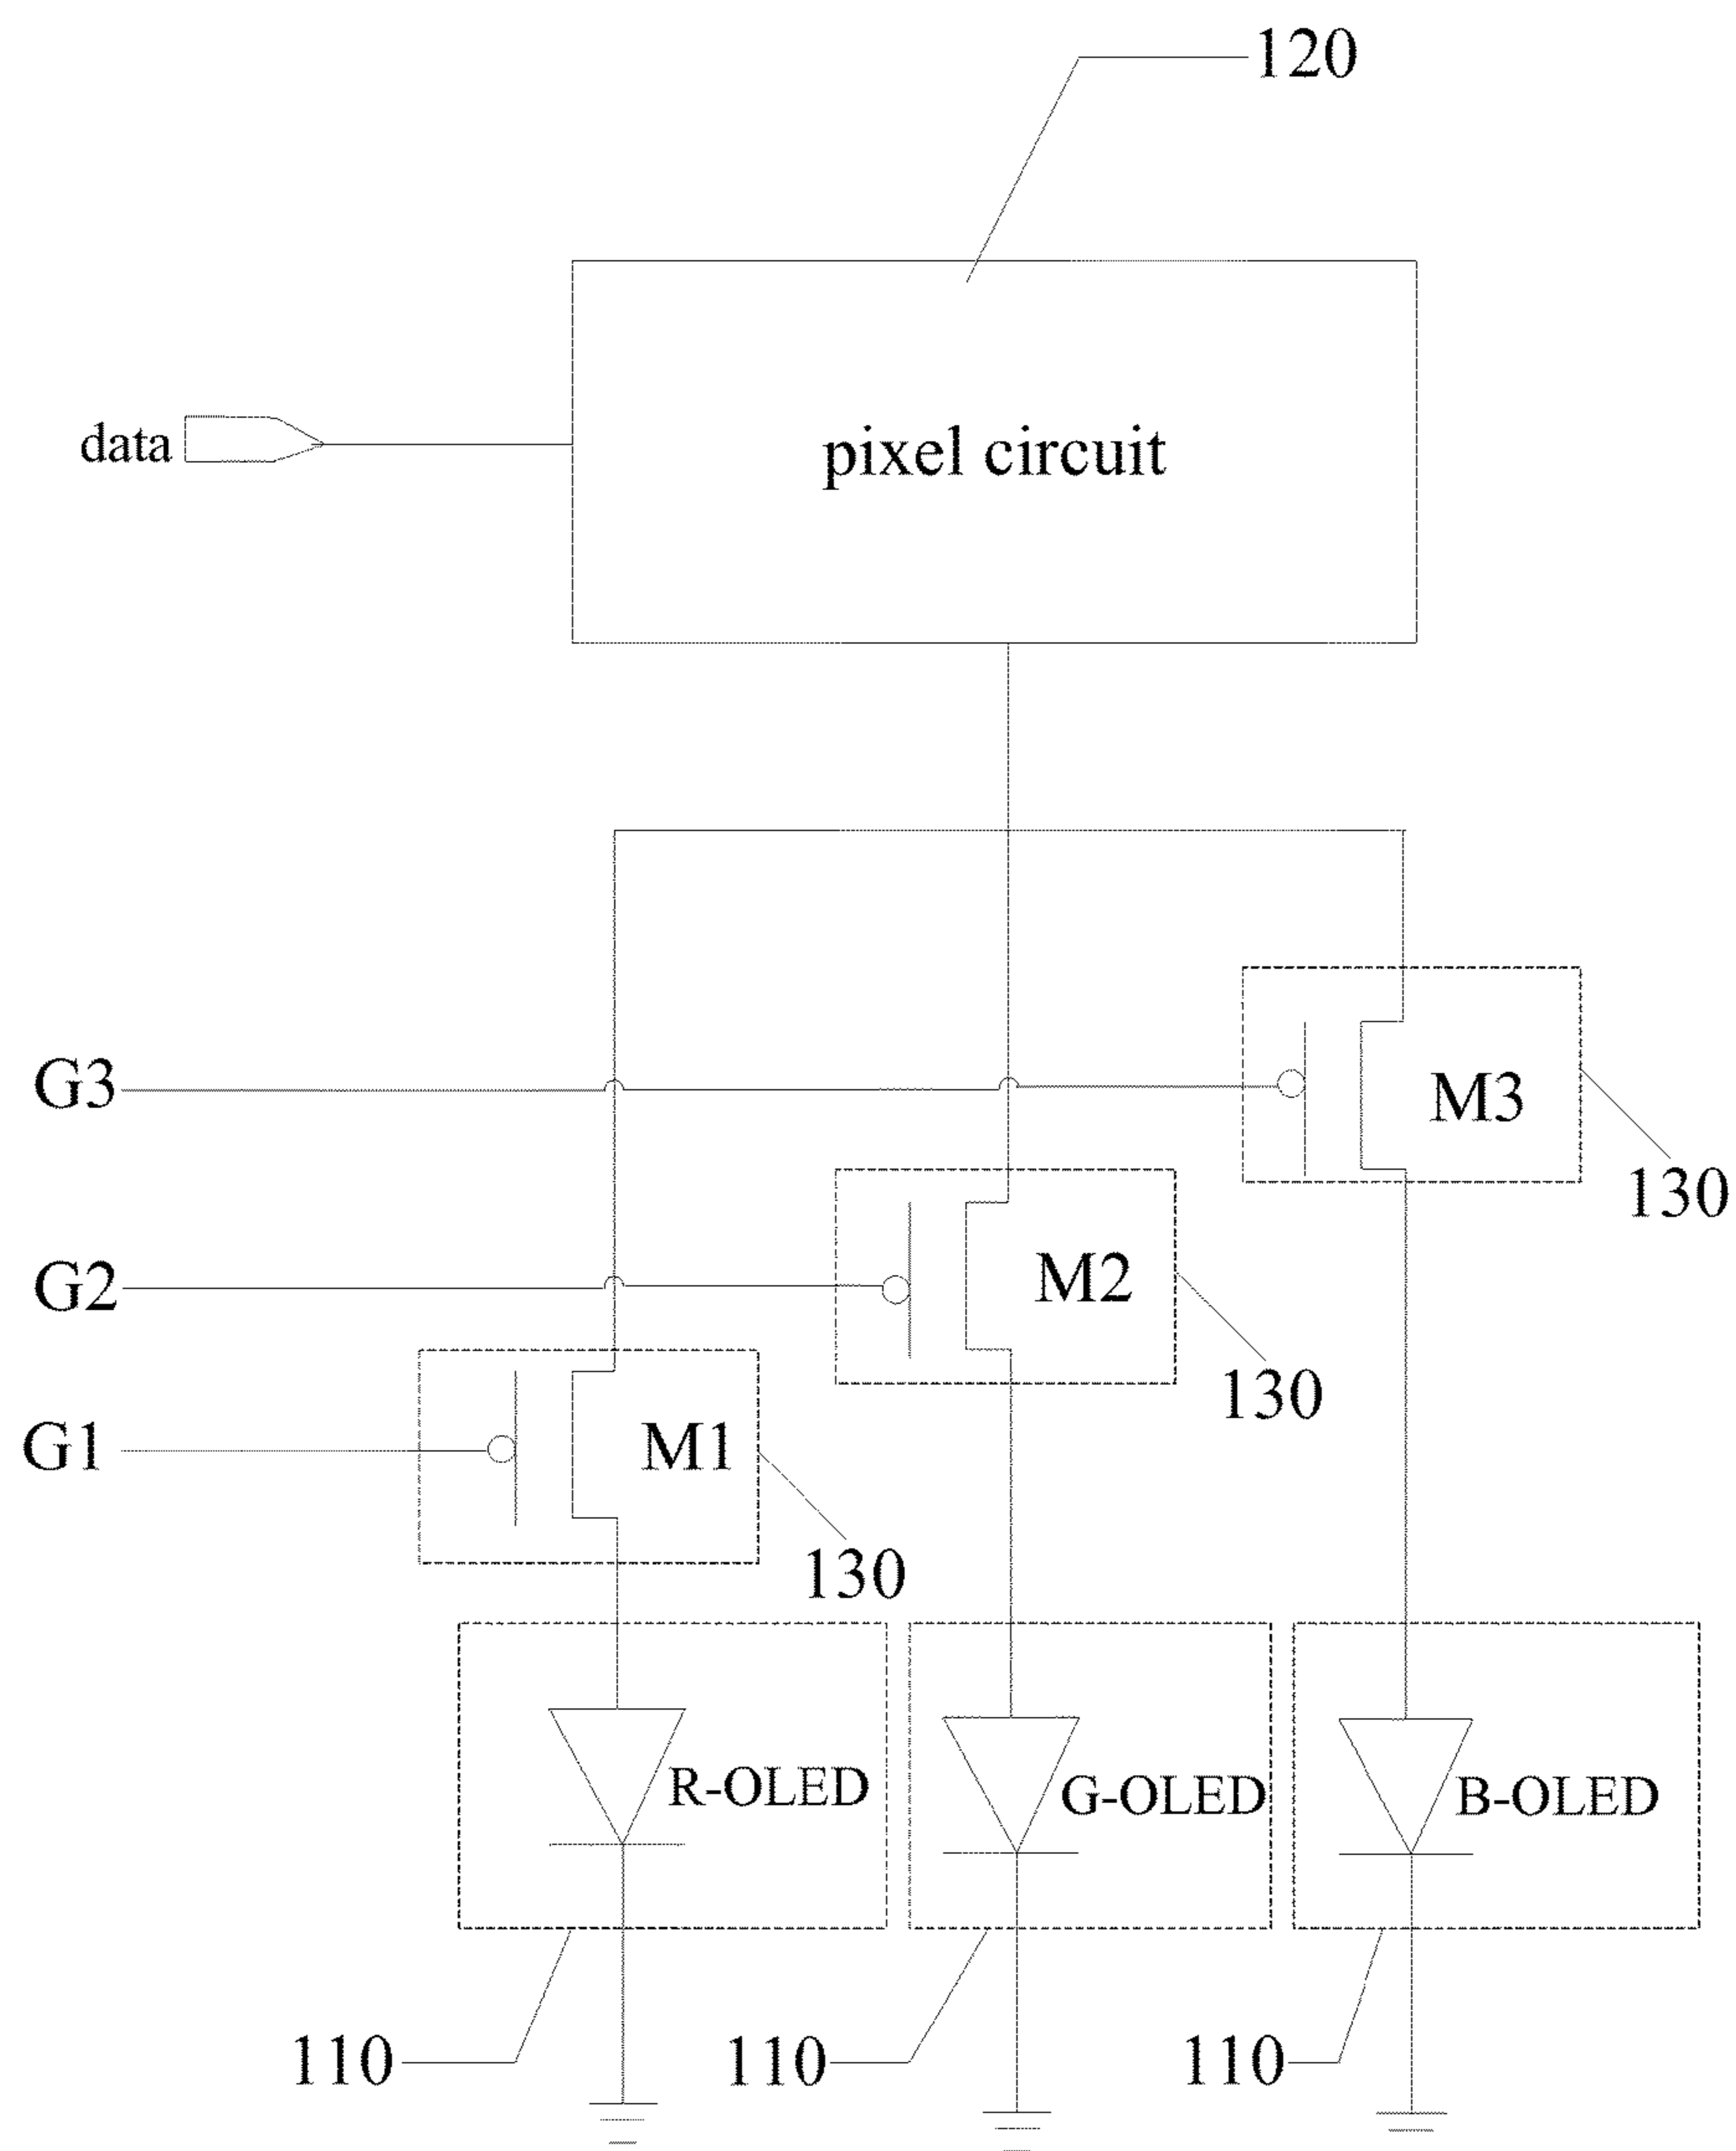 120
data
pixel circuit
G3
M3
130
G2
M2
130
G1
M1
130
R-OLED
G-OLED
B-OLED
110
110
110